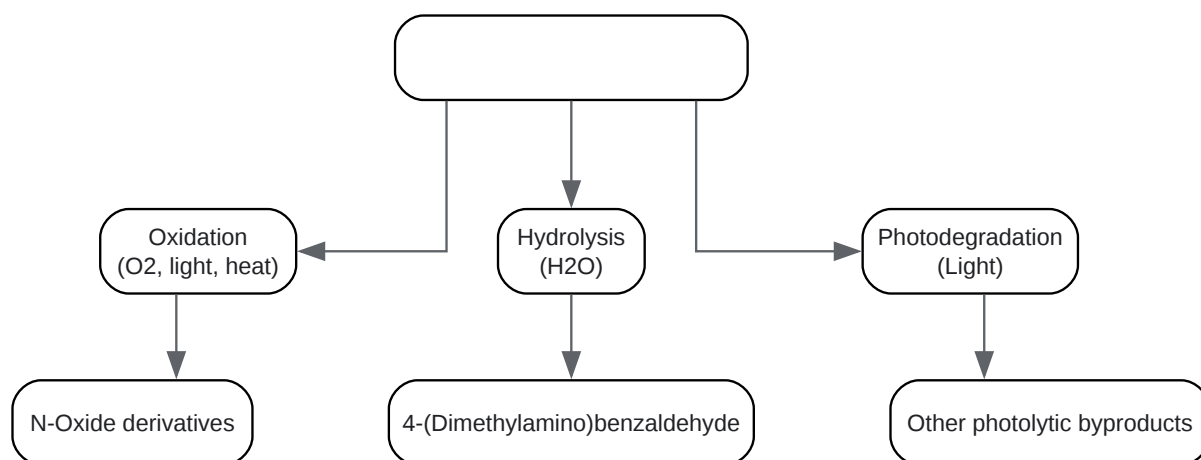 Oxidation
(O2, light, heat)
Hydrolysis
(H2O)
Photodegradation
(Light)
N-Oxide derivatives
4-(Dimethylamino)benzaldehyde
Other photolytic byproducts